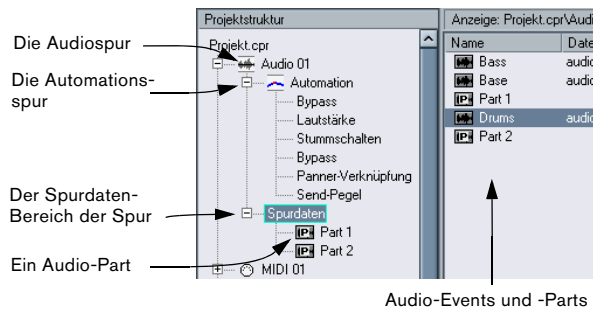 Projektstruktur
Anzeige: Projekt.cpr\Audi
Projekt.cpr
Name
Date
Die Audiospur
Audio 01
Bass
audio
Die Automations-
spur
Automation
Base
audio
Bypass
Part 1
Lautstärke
Drums
audio
Stummschalten
Part 2
Bypass
Panner-Verknüpfung
Send-Pegel
Der Spurdaten-
Bereich der Spur
Spurdaten
Part 1
Ein Audio-Part
Part 2
MIDI 01
Audio-Events und -Parts